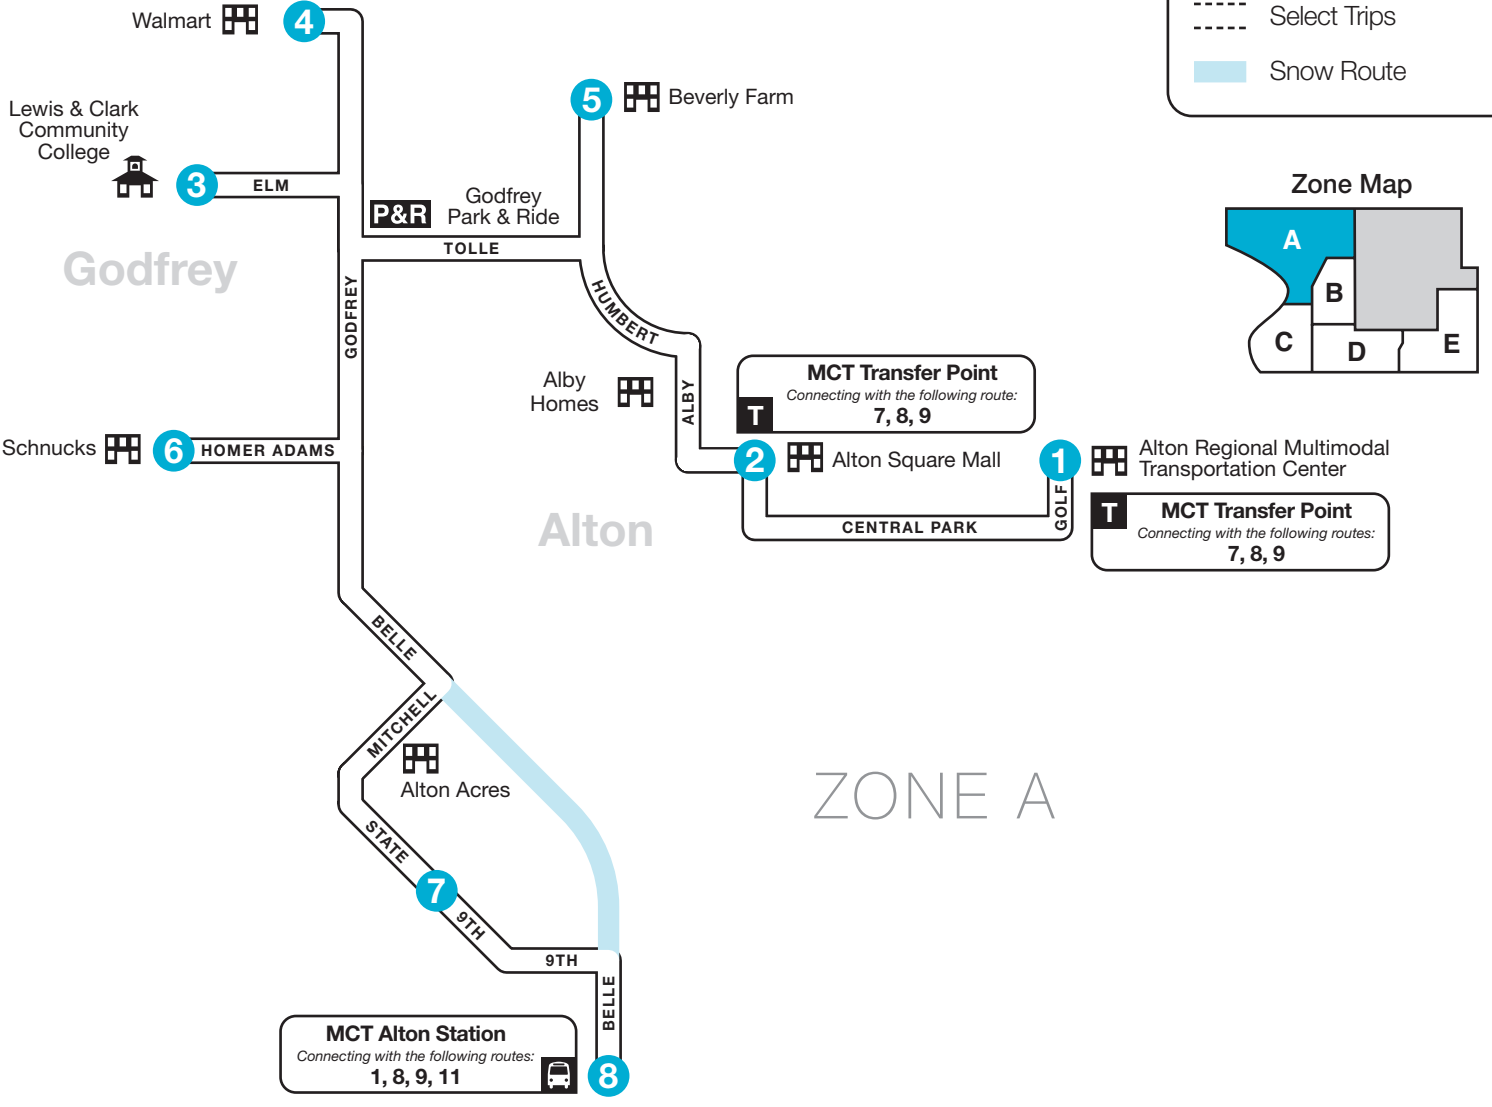 Walmart
4
Select Trips
Snow Route
Lewis & Clark
Community
College
3
ELM
5
Beverly Farm
P&R
Godfrey
Park & Ride
TOLLE
Zone Map
A
B
C
D
E
Godfrey
GODFREY
HUMBERT
Alby
Homes
ALBY
MCT Transfer Point
Connecting with the following route:
T
7, 8, 9
Schnucks
6
HOMER ADAMS
2
Alton Square Mall
1
Alton Regional Multimodal
Transportation Center
GOLF
CENTRAL PARK
T
MCT Transfer Point
Connecting with the following routes:
7, 8, 9
Alton
BELLE
MITCHELL
Alton Acres
ZONE A
STATE
7
9TH
9TH
BELLE
MCT Alton Station
Connecting with the following routes:
1, 8, 9, 11
8